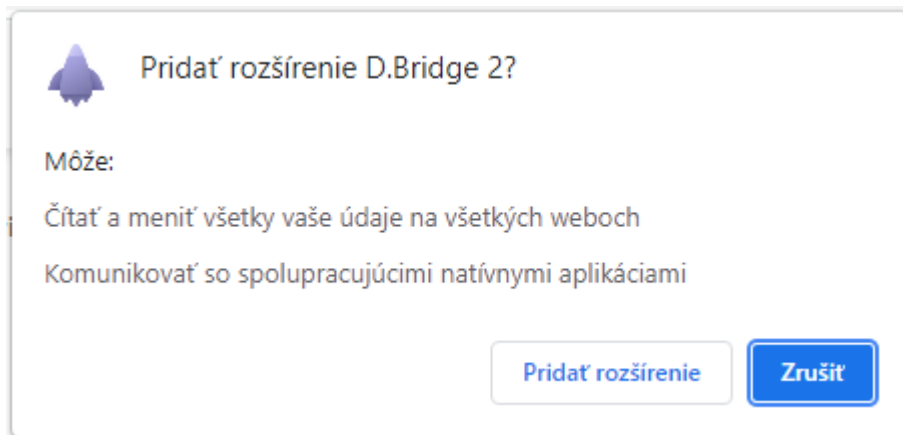 Pridať rozšírenie D.Bridge 2?
Môže:
Čítať a meniť všetky vaše údaje na všetkých weboch
Komunikovať so spolupracujúcimi natívnymi aplikáciami
Pridať rozšírenie
Zrušiť